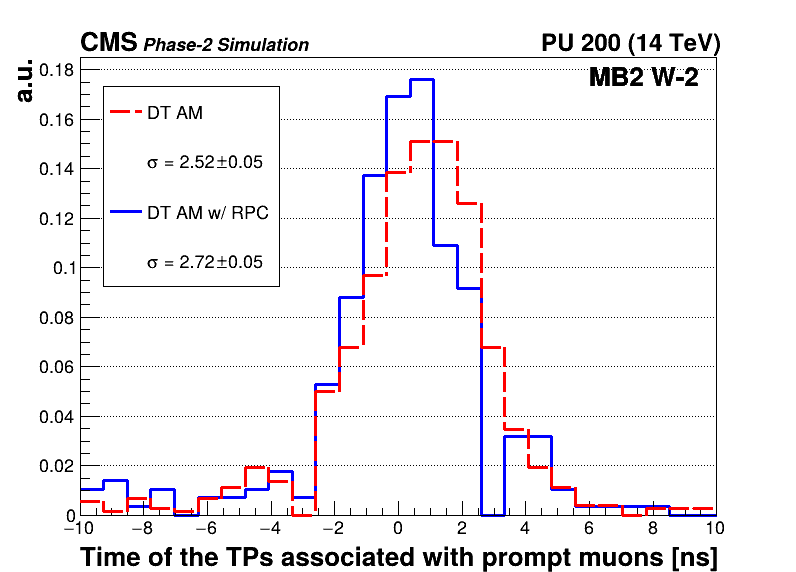 CMS Phase-2 Simulation PU 200 (14 TeV)
a.u.
MB2 W-2
DT AM
σ = 2.52±0.05
DT AM w/ RPC
σ = 2.72±0.05
0.18
0.16
0.14
0.12
0.1
0.08
0.06
0.04
0.02
0
−10 −8 −6 −4 −2 0 2 4 6 8 10
Time of the TPs associated with prompt muons [ns]